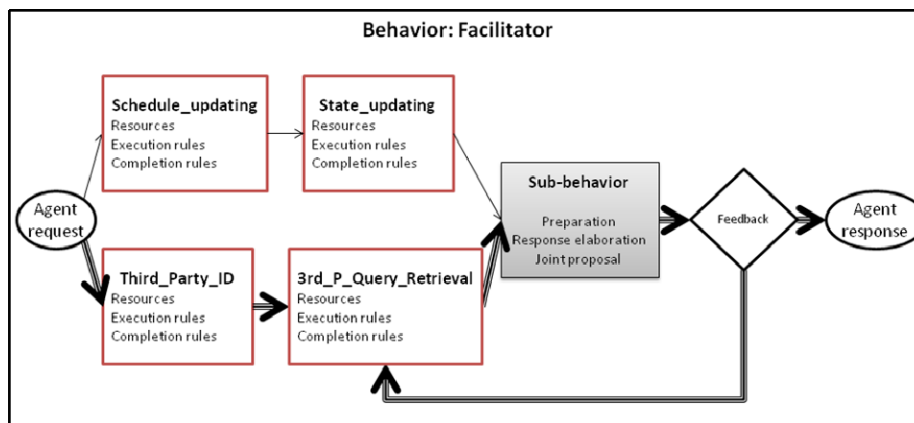 Behavior: Facilitator
Schedule_updating
Resources
Execution rules
Completion rules
State_updating
Resources
Execution rules
Completion rules
Agent
request
Sub-behavior
Preparation
Response elaboration
Joint proposal
Feedback
Agent
response
Third_Party_ID
Resources
Execution rules
Completion rules
3rd_P_Query_Retrieval
Resources
Execution rules
Completion rules